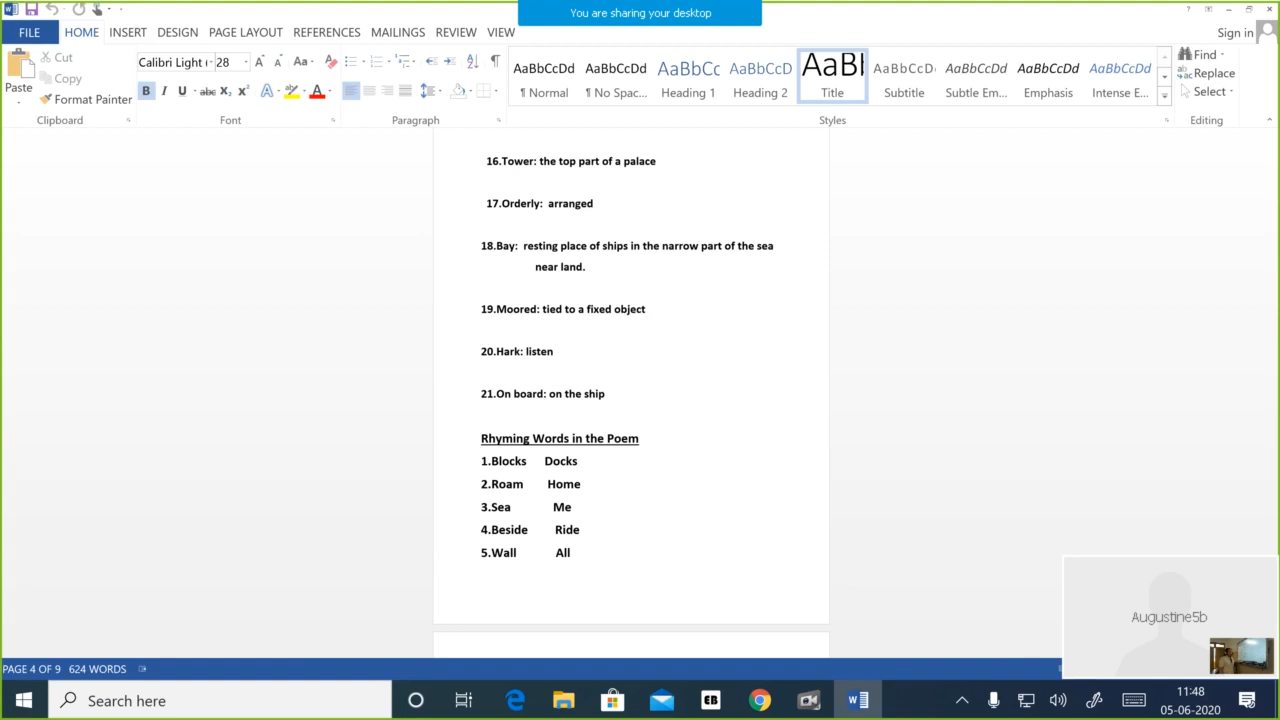 You are sharing your desktop
FILE HOME INSERT DESIGN PAGE LAYOUT REFERENCES MAILINGS REVIEW VIEW Sign in
Paste Cut Copy Format Painter
Calibri Light ( 28
AaBbCcDd AaBbCcDd AaBbCc AaBbCcD AaBl AaBbCcD AaBbCcDd AaBbCcDd AaBbCcDd
¶ Normal ¶ No Spac... Heading 1 Heading 2 Title Subtitle Subtle Em... Emphasis Intense E...
Find
Replace
Select
Clipboard Font Paragraph Styles Editing
16.Tower: the top part of a palace
17.Orderly: arranged
18.Bay: resting place of ships in the narrow part of the sea
near land.
19.Moored: tied to a fixed object
20.Hark: listen
21.On board: on the ship
Rhyming Words in the Poem
1.Blocks Docks
2.Roam Home
3.Sea Me
4.Beside Ride
5.Wall All
Augustine5b
PAGE 4 OF 9 624 WORDS
Search here
11:48
05-06-2020